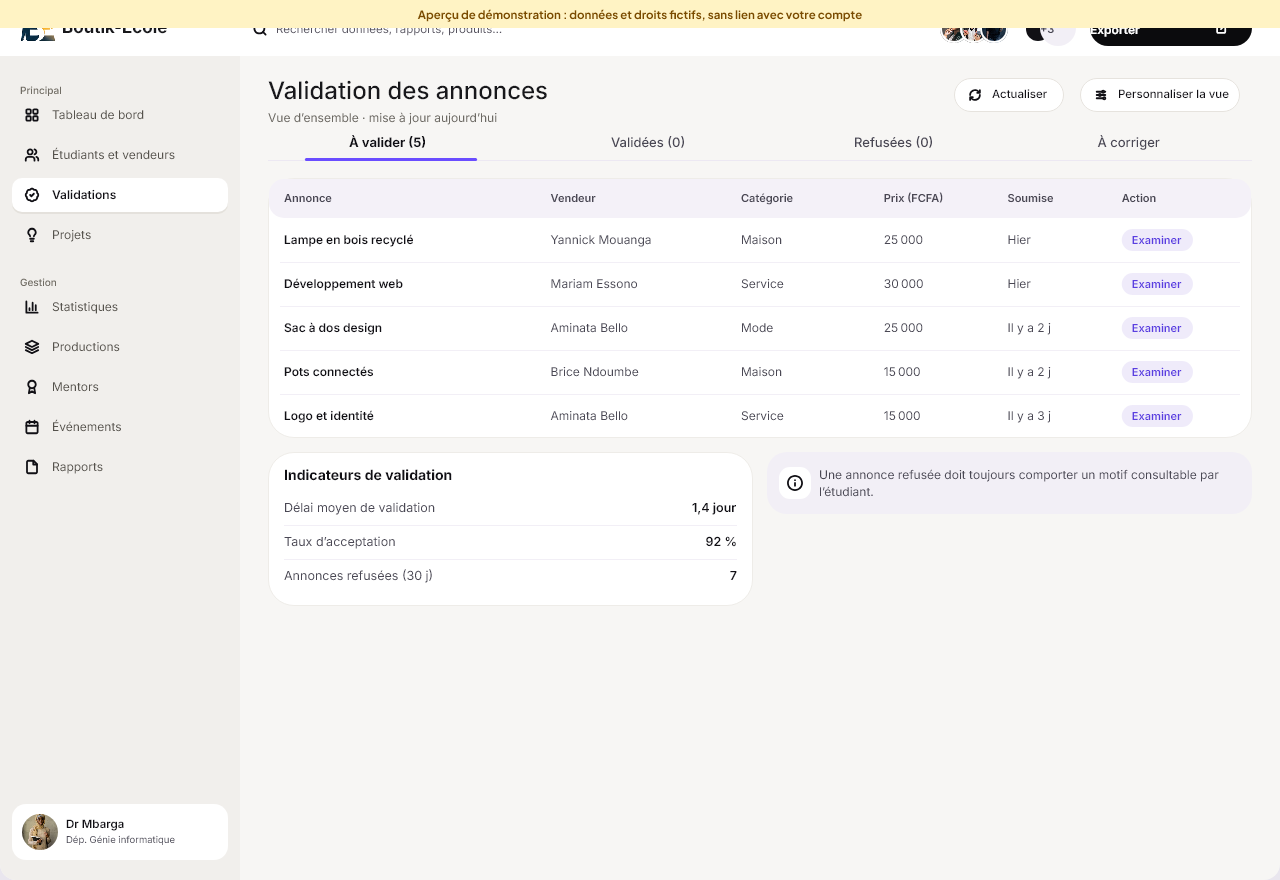 Aperçu de démonstration : données et droits fictifs, sans lien avec votre compte
Boutik-École
Rechercher données, rapports, produits...
+3
Exporter
Principal
Tableau de bord
Étudiants et vendeurs
Validations
Projets
Gestion
Statistiques
Productions
Mentors
Événements
Rapports
Dr Mbarga
Dép. Génie informatique
Validation des annonces
Vue d’ensemble · mise à jour aujourd’hui
Actualiser
Personnaliser la vue
À valider (5) Validées (0) Refusées (0) À corriger
Annonce Vendeur Catégorie Prix (FCFA) Soumise Action
Lampe en bois recyclé Yannick Mouanga Maison 25 000 Hier Examiner
Développement web Mariam Essono Service 30 000 Hier Examiner
Sac à dos design Aminata Bello Mode 25 000 Il y a 2 j Examiner
Pots connectés Brice Ndoumbe Maison 15 000 Il y a 2 j Examiner
Logo et identité Aminata Bello Service 15 000 Il y a 3 j Examiner
Indicateurs de validation
Délai moyen de validation 1,4 jour
Taux d’acceptation 92 %
Annonces refusées (30 j) 7
Une annonce refusée doit toujours comporter un motif consultable par
l’étudiant.